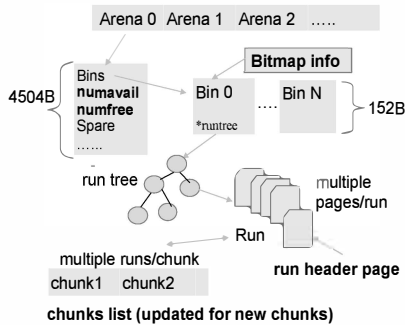 Arena 0 Arena 1 Arena 2 .....
Bitmap info
Bins
numavail
numfree
Spare
......
4504B
Bin 0 .... Bin N
*runtree
152B
run tree
multiple
pages/run
Run
multiple runs/chunk
run header page
chunk1 chunk2
chunks list (updated for new chunks)